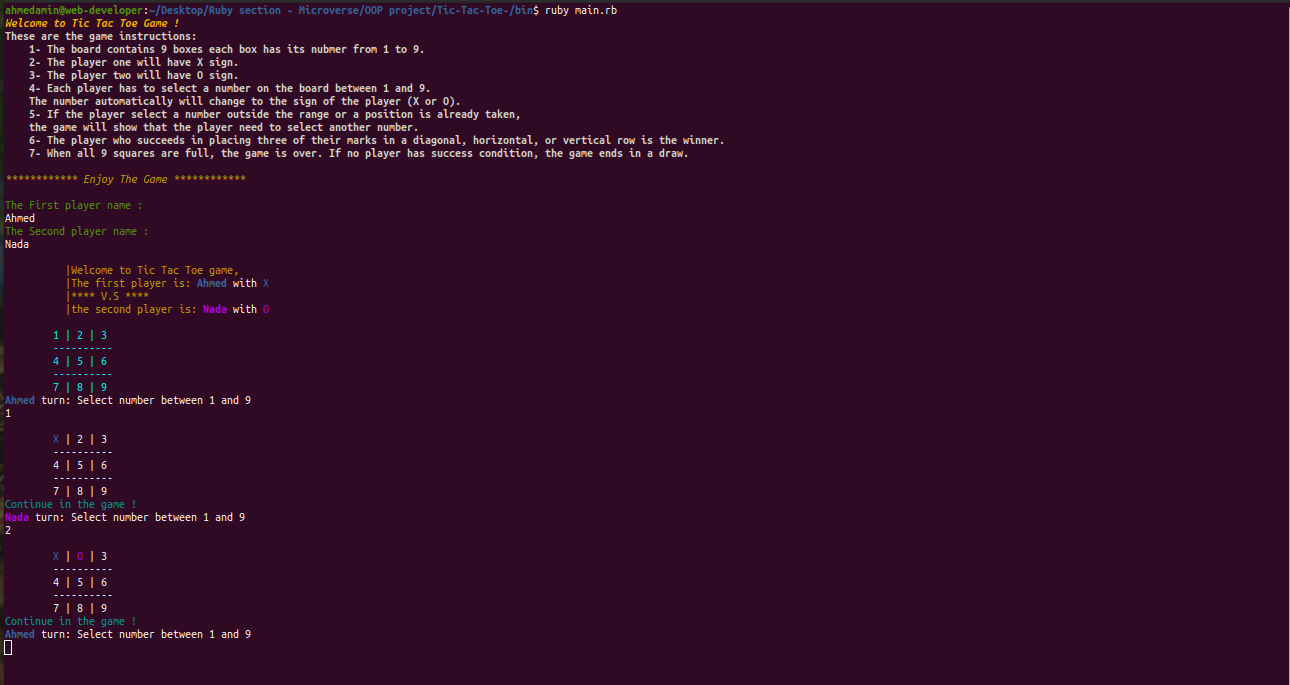 ahmedamin@web-developer:~/Desktop/Ruby section - Microverse/OOP project/Tic-Tac-Toe-/bin$ ruby main.rb
Welcome to Tic Tac Toe Game !
These are the game instructions:
1- The board contains 9 boxes each box has its nubmer from 1 to 9.
2- The player one will have X sign.
3- The player two will have O sign.
4- Each player has to select a number on the board between 1 and 9.
The number automatically will change to the sign of the player (X or O).
5- If the player select a number outside the range or a position is already taken,
the game will show that the player need to select another number.
6- The player who succeeds in placing three of their marks in a diagonal, horizontal, or vertical row is the winner.
7- When all 9 squares are full, the game is over. If no player has success condition, the game ends in a draw.
************ Enjoy The Game ************
The First player name :
Ahmed
The Second player name :
Nada
|Welcome to Tic Tac Toe game,
|The first player is: Ahmed with X
|**** V.S ****
|the second player is: Nada with O
1 | 2 | 3
----------
4 | 5 | 6
----------
7 | 8 | 9
Ahmed turn: Select number between 1 and 9
1
X | 2 | 3
----------
4 | 5 | 6
----------
7 | 8 | 9
Continue in the game !
Nada turn: Select number between 1 and 9
2
X | O | 3
----------
4 | 5 | 6
----------
7 | 8 | 9
Continue in the game !
Ahmed turn: Select number between 1 and 9